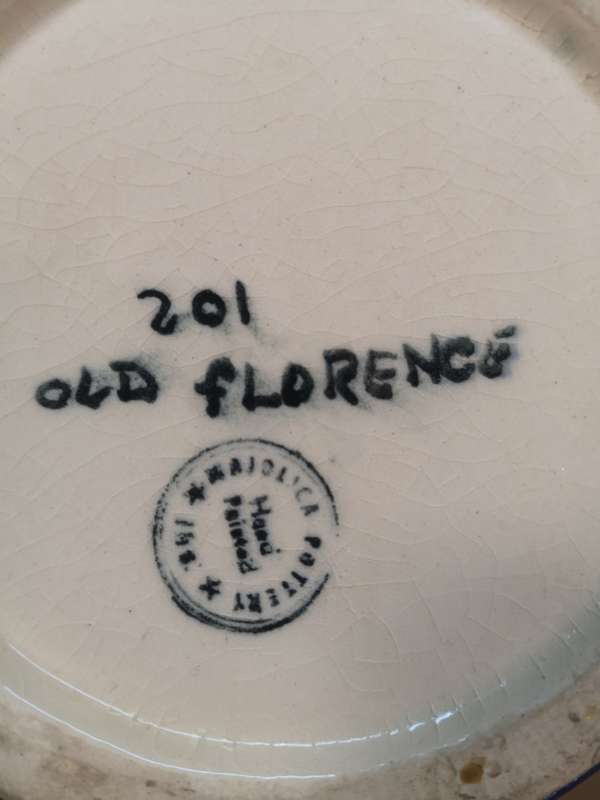 201
OLD FLORENCE
MAJOLICA POTTERY
Hand
Painted